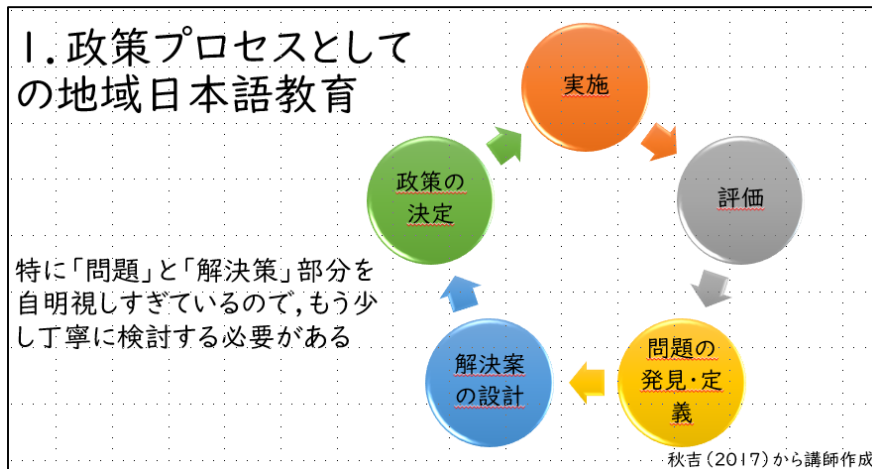 1.政策プロセスとして
の地域日本語教育
特に「問題」と「解決策」部分を
自明視しすぎているので,もう少
し丁寧に検討する必要がある
実施
評価
問題の
発見・定
義
解決案
の設計
政策の
決定
秋吉(2017)から講師作成